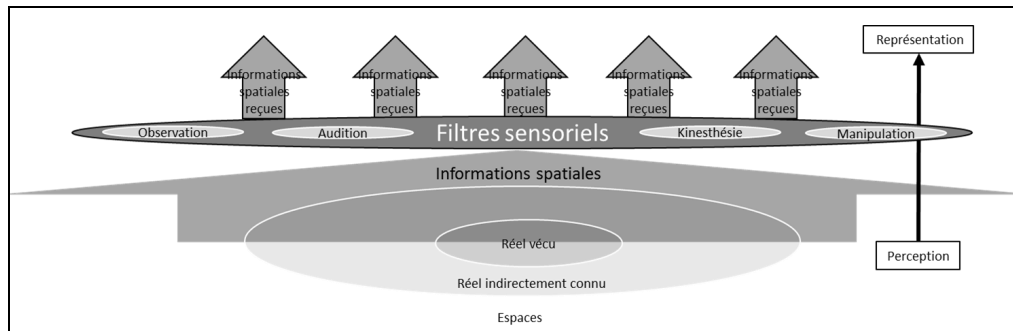 Représentation
Informations spatiales reçues
Informations spatiales reçues
Informations spatiales reçues
Informations spatiales reçues
Informations spatiales reçues
Observation
Audition
Filtres sensoriels
Kinesthésie
Manipulation
Informations spatiales
Réel vécu
Perception
Réel indirectement connu
Espaces